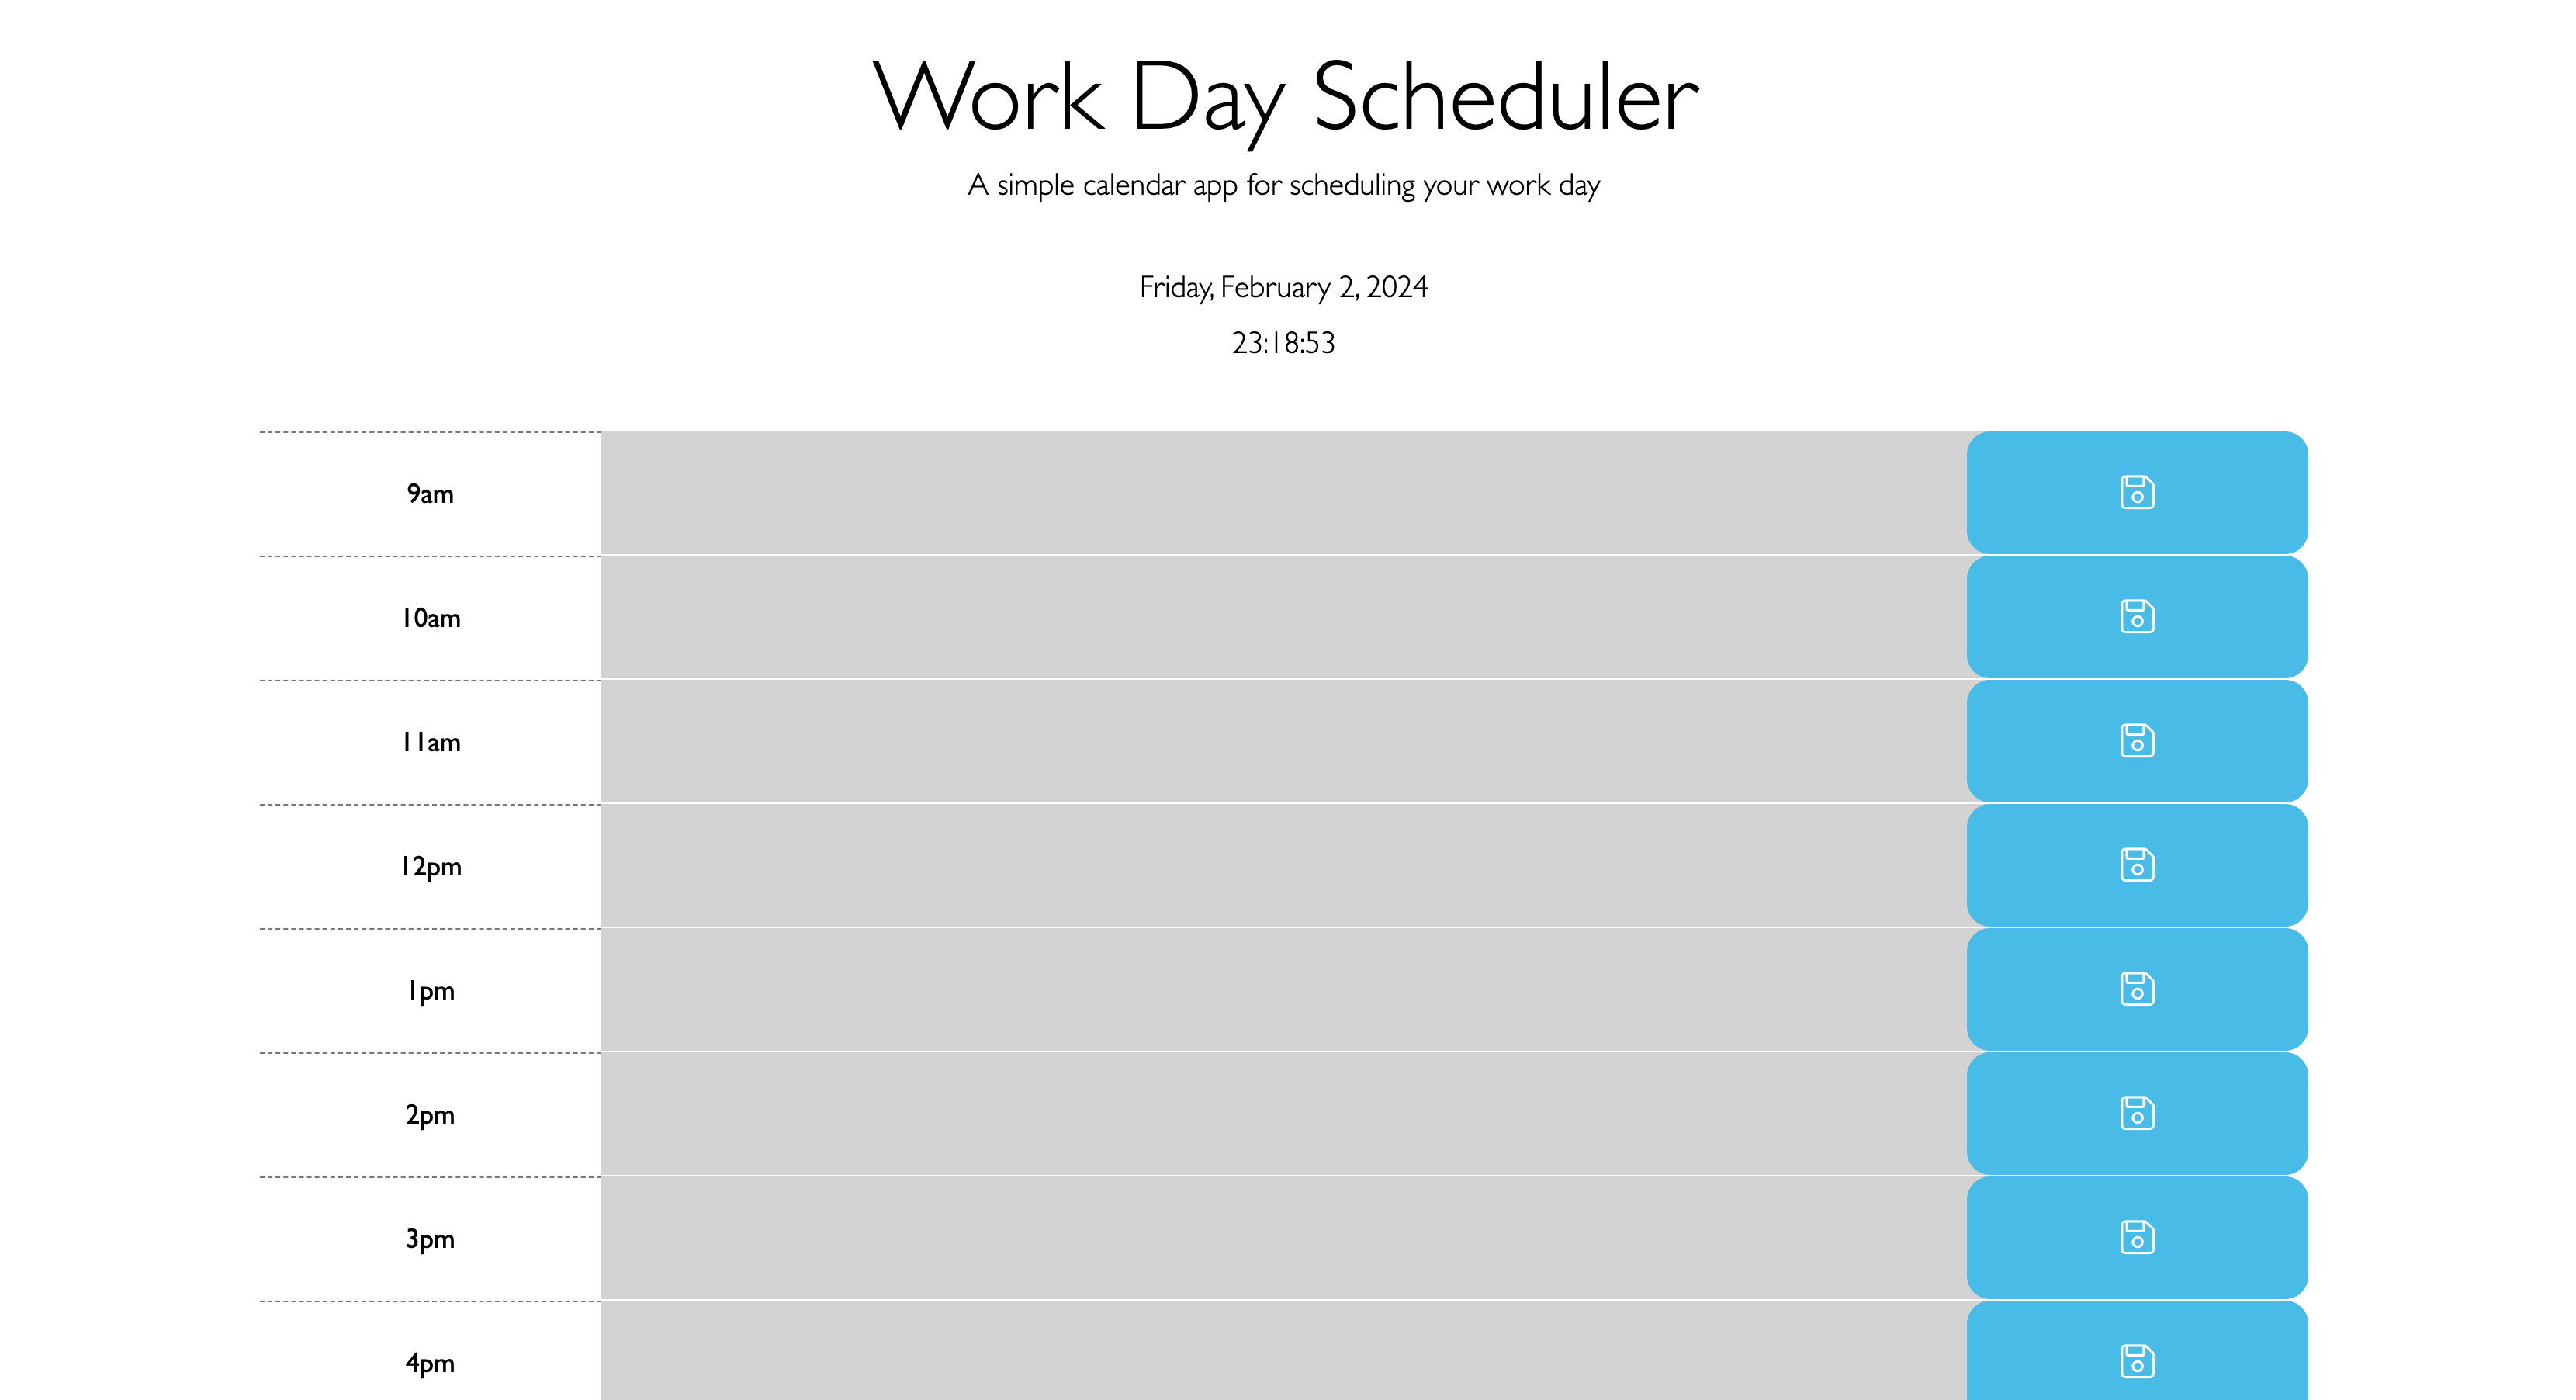 Work Day Scheduler
A simple calendar app for scheduling your work day
Friday, February 2, 2024
23:18:53
9am
10am
11am
12pm
1pm
2pm
3pm
4pm